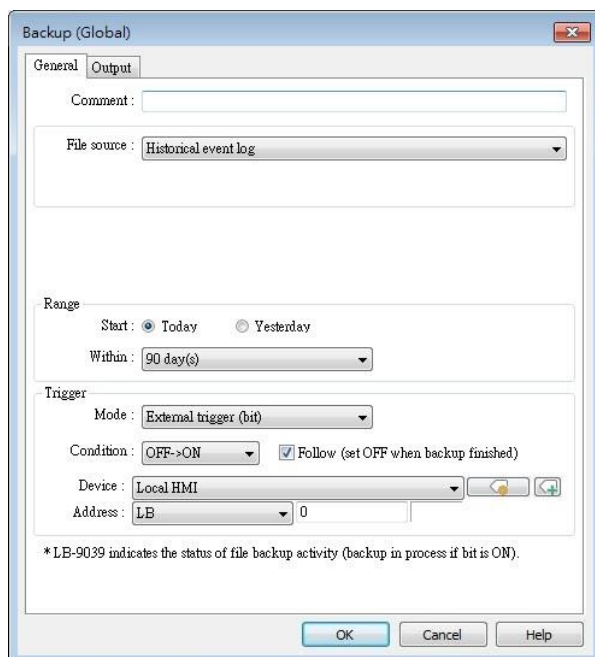 Backup (Global)
General Output
Comment :
File source : Historical event log
Range
Start : Today Yesterday
Within : 90 day(s)
Trigger
Mode : External trigger (bit)
Condition : OFF->ON Follow (set OFF when backup finished)
Device : Local HMI
Address : LB 0
* LB-9039 indicates the status of file backup activity (backup in process if bit is ON).
OK Cancel Help